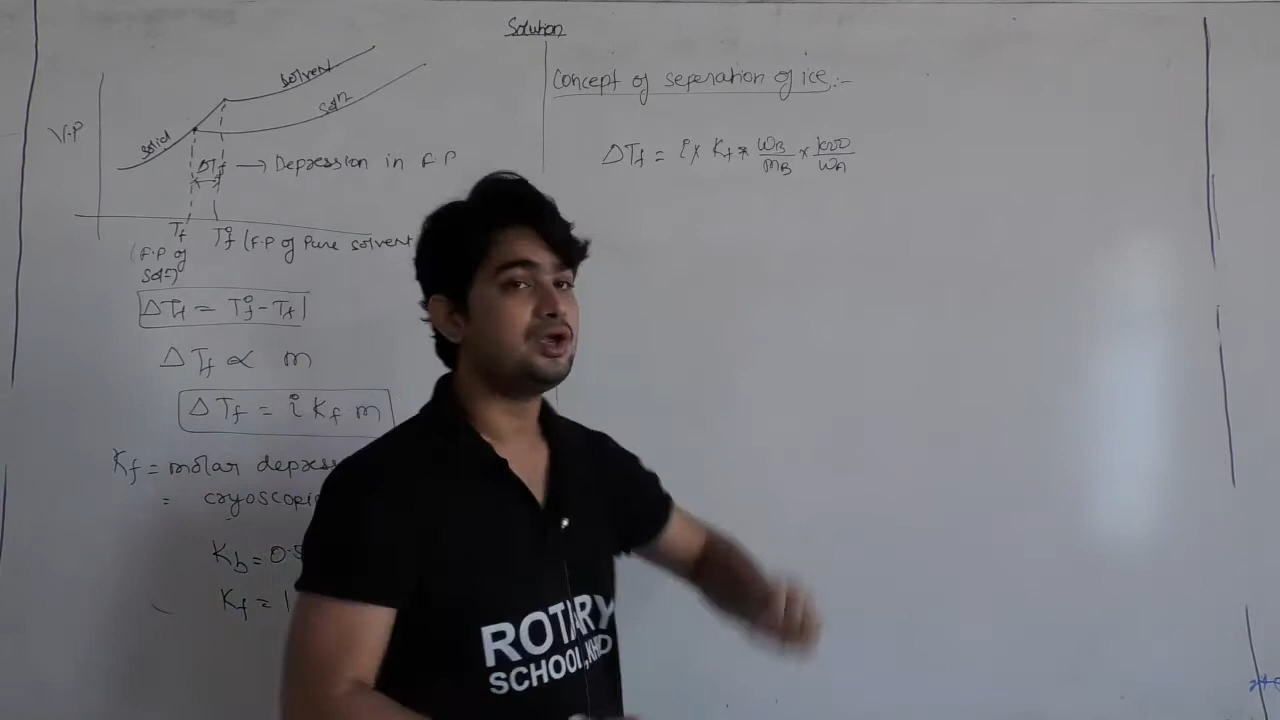 Solution
solvent
soln
solid
V.P
ΔTf → Depression in F.P
Tf
(F.P of soln)
Tf° (F.P of Pure solvent
ΔTf = Tf° - Tf
ΔTf ∝ m
ΔTf = i Kf m
Kf = molar depress
= cryoscopic
Kb = 0.5
Kf = 1
Concept of seperation of ice:-
ΔTf = i × Kf × WB/mB × 1000/WA
ROTARY
SCHOOL, KHD